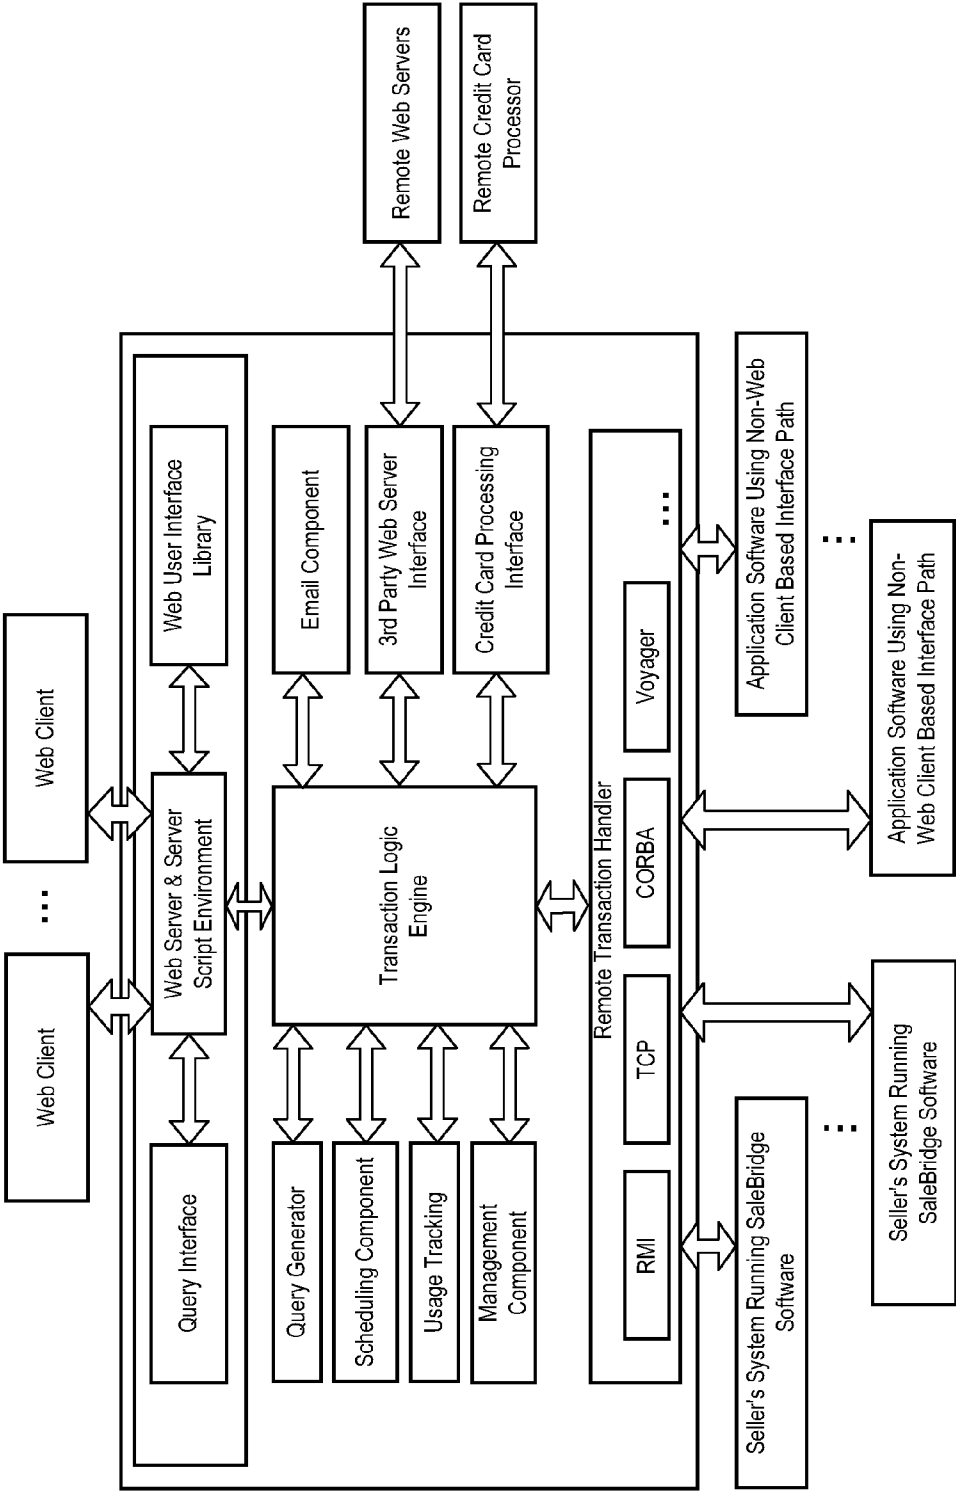 Web Client
...
Web Client
Query Interface
Web Server & Server
Script Environment
Web User Interface
Library
Query Generator
Scheduling Component
Usage Tracking
Management
Component
Transaction Logic
Engine
Email Component
3rd Party Web Server
Interface
Credit Card Processing
Interface
Remote Web Servers
Remote Credit Card
Processor
Remote Transaction Handler
RMI
TCP
CORBA
Voyager
...
Seller's System Running SaleBridge
Software
...
Seller's System Running
SaleBridge Software
Application Software Using Non-Web
Client Based Interface Path
...
Application Software Using Non-
Web Client Based Interface Path